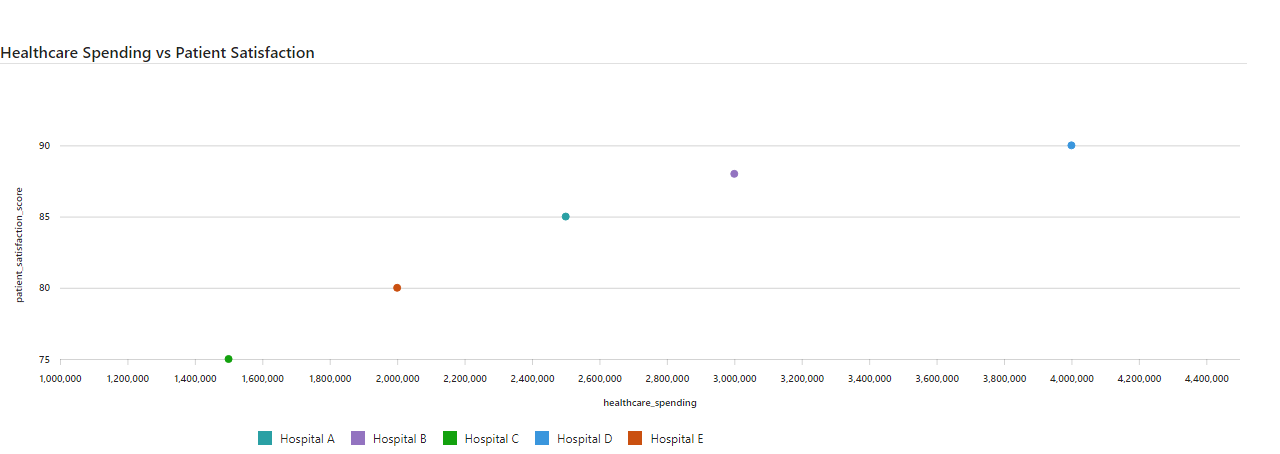 Healthcare Spending vs Patient Satisfaction
90
85
80
75
patient_satisfaction_score
1,000,000 1,200,000 1,400,000 1,600,000 1,800,000 2,000,000 2,200,000 2,400,000 2,600,000 2,800,000 3,000,000 3,200,000 3,400,000 3,600,000 3,800,000 4,000,000 4,200,000 4,400,000
healthcare_spending
Hospital A Hospital B Hospital C Hospital D Hospital E